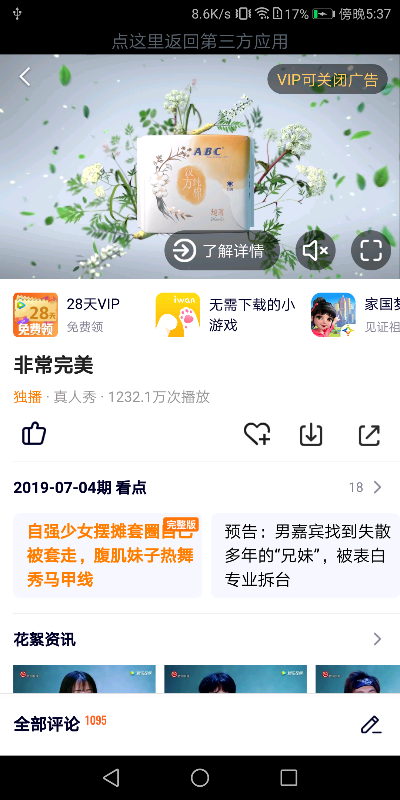 8.6K/s 17% 傍晚5:37
点这里返回第三方应用
VIP可关闭广告
ABC
了解详情
28天
免费领
28天VIP
免费领
iwan
无需下载的小
游戏
家国梦
见证祖
非常完美
独播 · 真人秀 · 1232.1万次播放
2019-07-04期 看点
18
自强少女摆摊套圈自己
完整版
被套走，腹肌妹子热舞
秀马甲线
预告：男嘉宾找到失散
多年的“兄妹”，被表白
专业拆台
花絮资讯
全部评论 1095